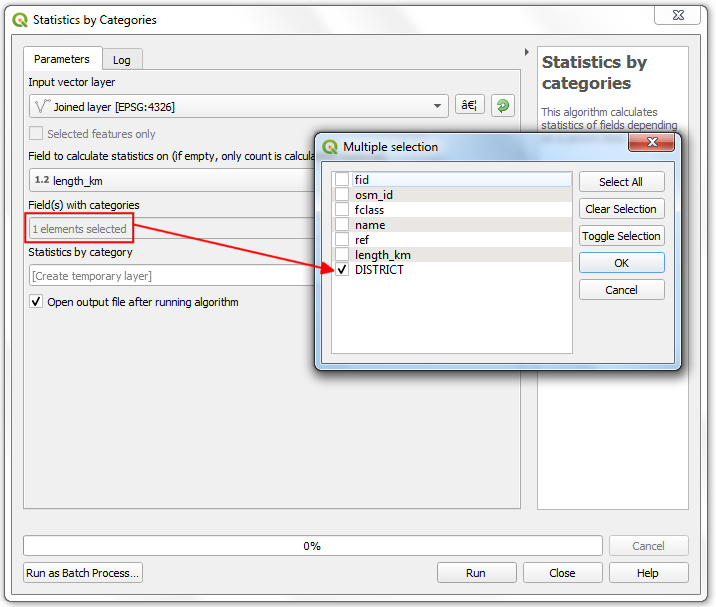 Statistics by Categories
Parameters
Log
Input vector layer
Joined layer [EPSG:4326]
â€¦
Selected features only
Field to calculate statistics on (if empty, only count is calcula
1.2 length_km
Field(s) with categories
1 elements selected
Statistics by category
[Create temporary layer]
Open output file after running algorithm
Statistics by
categories
This algorithm calculates
statistics of fields depending
Multiple selection
fid
osm_id
fclass
name
ref
length_km
DISTRICT
Select All
Clear Selection
Toggle Selection
OK
Cancel
0%
Cancel
Run as Batch Process...
Run
Close
Help